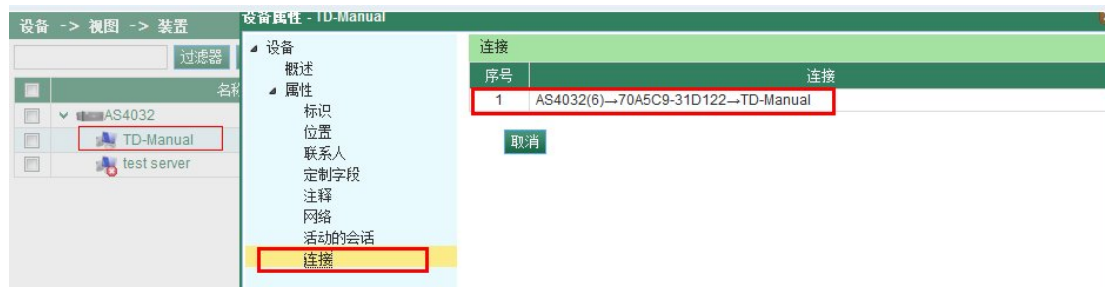 设备 -> 视图 -> 装置
过滤器
名称
AS4032
TD-Manual
test server
设备属性 - TD-Manual
设备
概述
属性
标识
位置
联系人
定制字段
注释
网络
活动的会话
连接
连接
序号 连接
1 AS4032(6)→70A5C9-31D122→TD-Manual
取消